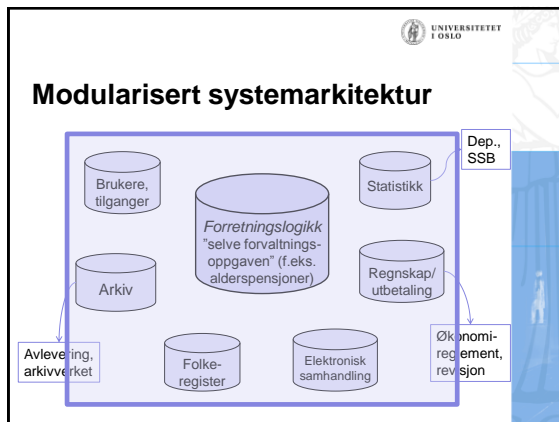 UNIVERSITETET
I OSLO
Modularisert systemarkitektur
Dep.,
SSB
Brukere,
tilganger
Statistikk
Forretningslogikk
"selve forvaltnings-
oppgaven" (f.eks.
alderspensjoner)
Arkiv
Regnskap/
utbetaling
Avlevering,
arkivverket
Folke-
register
Elektronisk
samhandling
Økonomi-
reglement,
revisjon